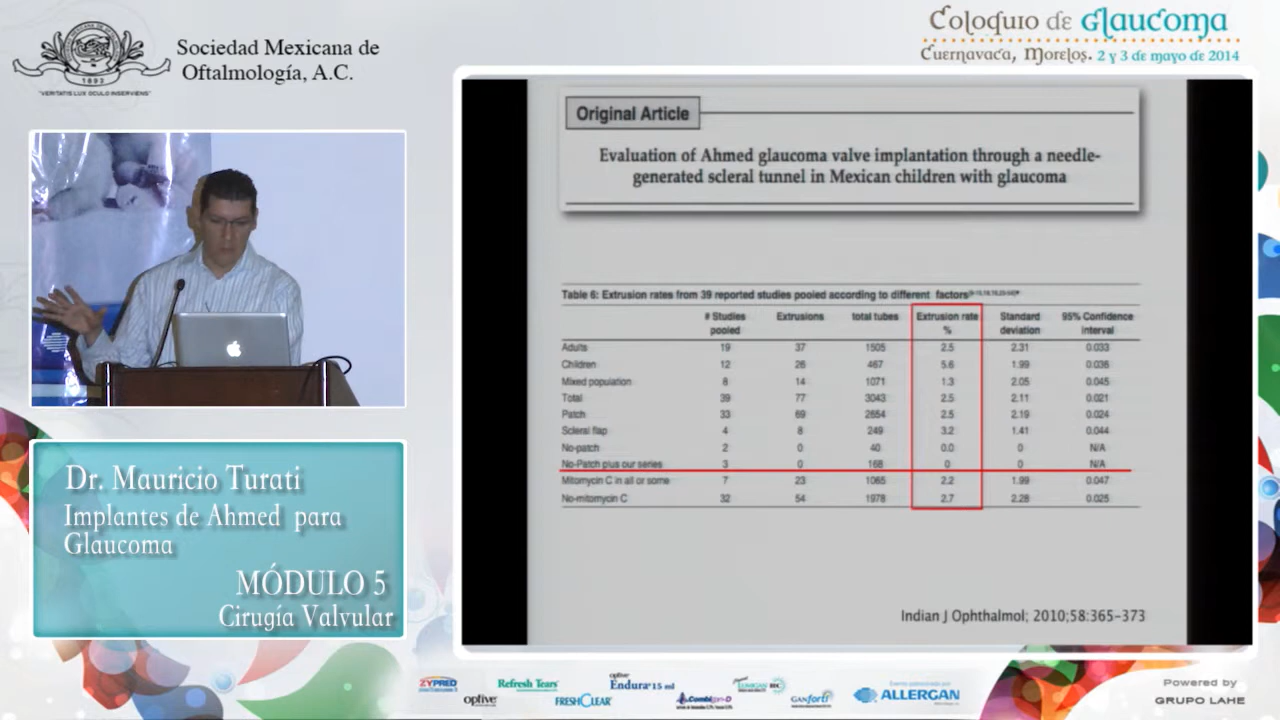 Sociedad Mexicana de
Oftalmología, A.C.
1893
"VERITATIS LUX OCULO INSERVIENS"
Coloquio de Glaucoma
Cuernavaca, Morelos. 2 y 3 de mayo de 2014
Original Article
Evaluation of Ahmed glaucoma valve implantation through a needle-
generated scleral tunnel in Mexican children with glaucoma
Table 6: Extrusion rates from 39 reported studies pooled according to different factors
# Studies pooled Extrusions total tubes Extrusion rate % Standard deviation 95% Confidence interval
Adults 19 37 1505 2.5 2.31 0.033
Children 12 26 467 5.6 1.99 0.036
Mixed population 8 14 1071 1.3 2.05 0.045
Total 39 77 3043 2.5 2.11 0.021
Patch 33 69 2654 2.5 2.19 0.024
Scleral flap 4 8 249 3.2 1.41 0.044
No-patch 2 0 40 0.0 0 N/A
No-Patch plus our series 3 0 168 0 0 N/A
Mitomycin C in all or some 7 23 1065 2.2 1.99 0.047
No-mitomycin C 32 54 1978 2.7 2.28 0.025
Indian J Ophthalmol; 2010;58:365-373
Dr. Mauricio Turati
Implantes de Ahmed para
Glaucoma
MÓDULO 5
Cirugía Valvular
ZYPRED
optive
Refresh Tears
FRESHCLEAR
optive
Endura 15 ml
Combigan-D
GANforti
ALLERGAN
Powered by
GRUPO LAHE